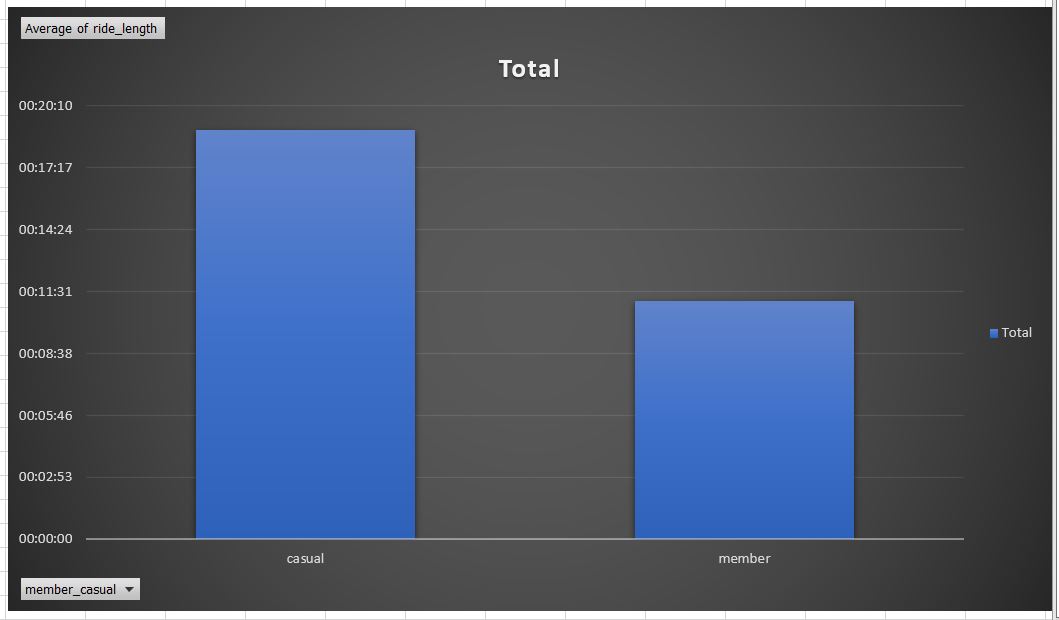 Average of ride_length
Total
00:20:10
00:17:17
00:14:24
00:11:31
00:08:38
00:05:46
00:02:53
00:00:00
casual
member
Total
member_casual